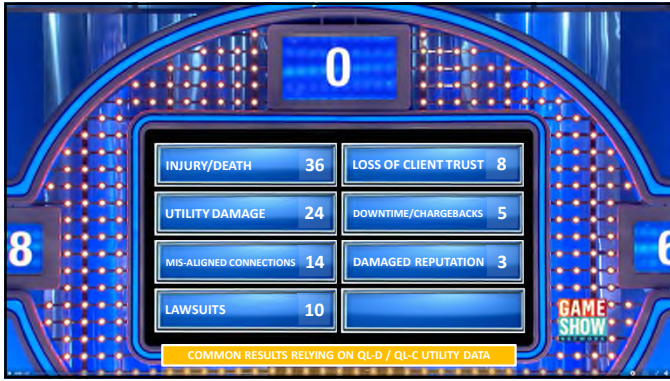 0
INJURY/DEATH 36
LOSS OF CLIENT TRUST 8
UTILITY DAMAGE 24
DOWNTIME/CHARGEBACKS 5
8
6
MIS-ALIGNED CONNECTIONS 14
DAMAGED REPUTATION 3
LAWSUITS 10
GAME
SHOW
NETWORK
COMMON RESULTS RELYING ON QL-D / QL-C UTILITY DATA